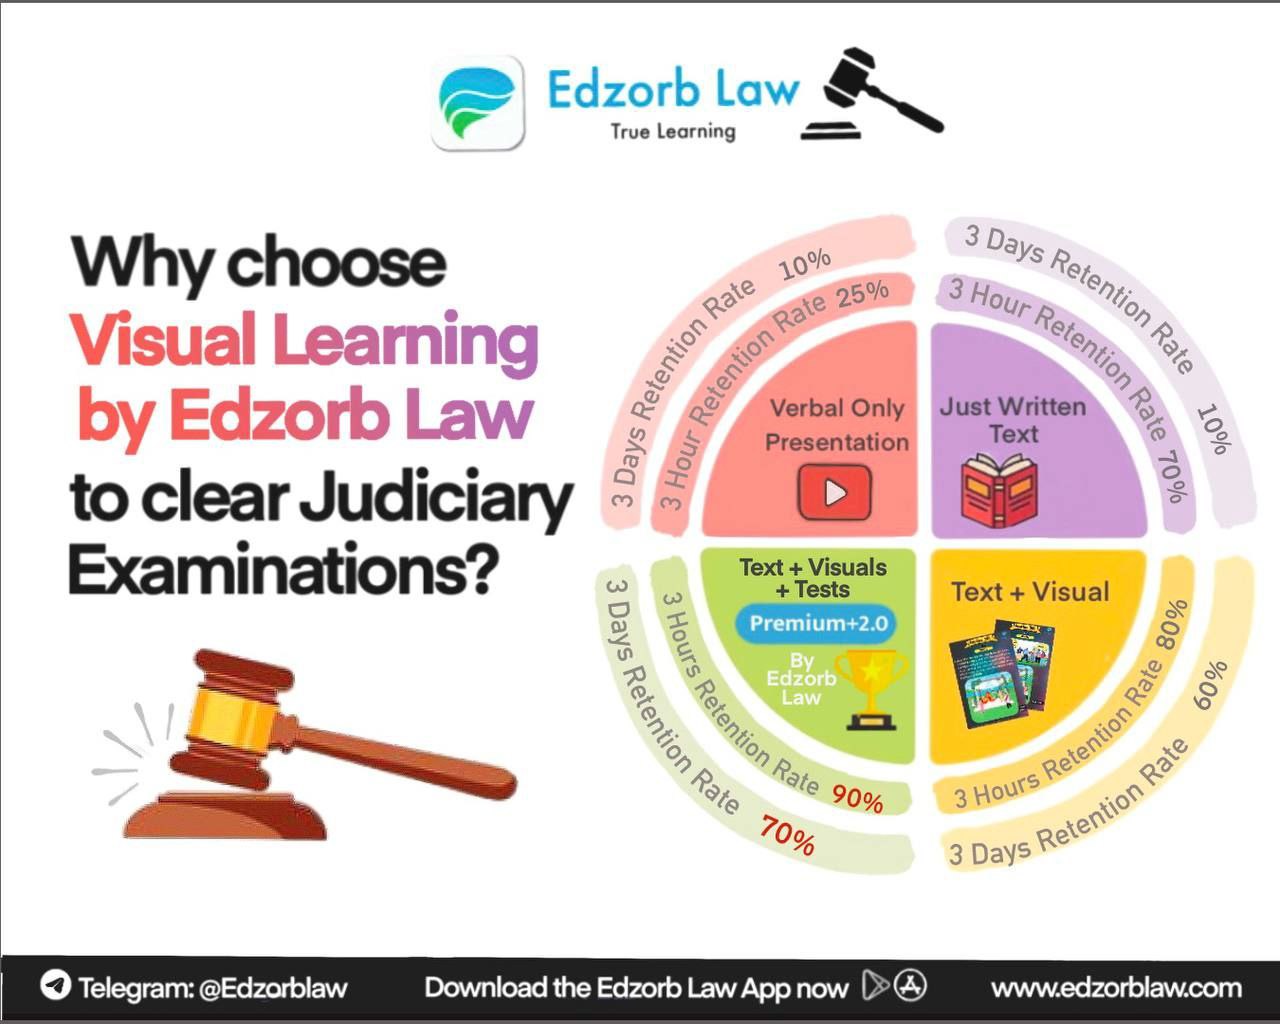 Edzorb Law
True Learning
Why choose
Visual Learning
by Edzorb Law
to clear Judiciary
Examinations?
3 Days Retention Rate 10%
3 Hour Retention Rate 25%
Verbal Only
Presentation
3 Days Retention Rate 10%
3 Hour Retention Rate 70%
Just Written
Text
Text + Visuals
+ Tests
Premium+2.0
By
Edzorb
Law
3 Hours Retention Rate 90%
3 Days Retention Rate 70%
Text + Visual
3 Hours Retention Rate 80%
3 Days Retention Rate 60%
Telegram: @Edzorblaw
Download the Edzorb Law App now
www.edzorblaw.com